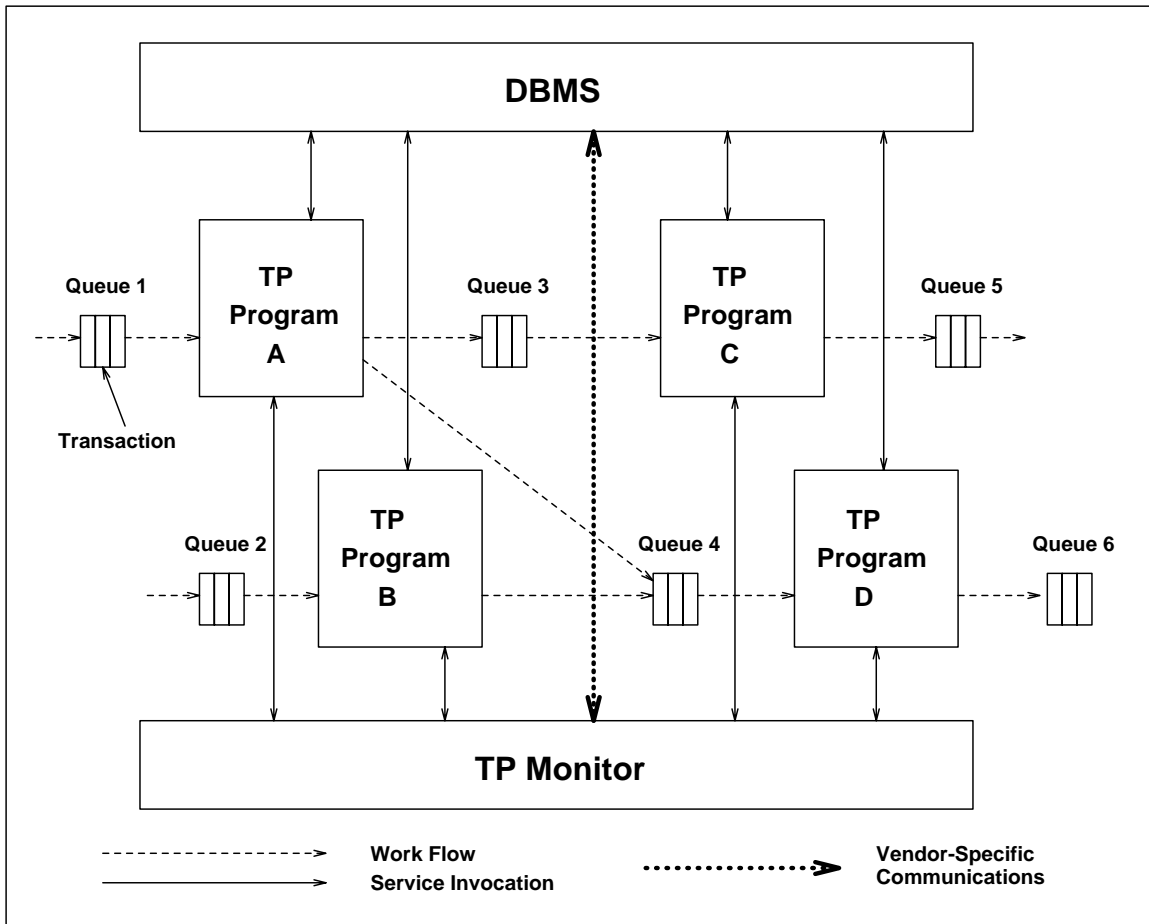 DBMS
Queue 1
TP
Program
A
Queue 3
TP
Program
C
Queue 5
Transaction
Queue 2
TP
Program
B
Queue 4
TP
Program
D
Queue 6
TP Monitor
Work Flow
Service Invocation
Vendor-Specific
Communications